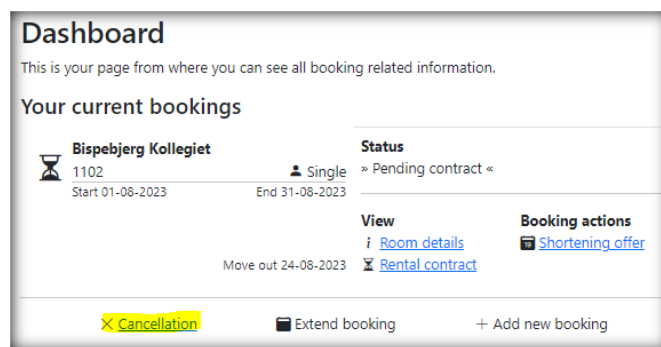 Dashboard
This is your page from where you can see all booking related information.
Your current bookings
Bispebjerg Kollegiet
1102 Single
Start 01-08-2023 End 31-08-2023
Move out 24-08-2023
Status
» Pending contract «
View
i Room details
Rental contract
Booking actions
19 Shortening offer
Cancellation
Extend booking
+ Add new booking